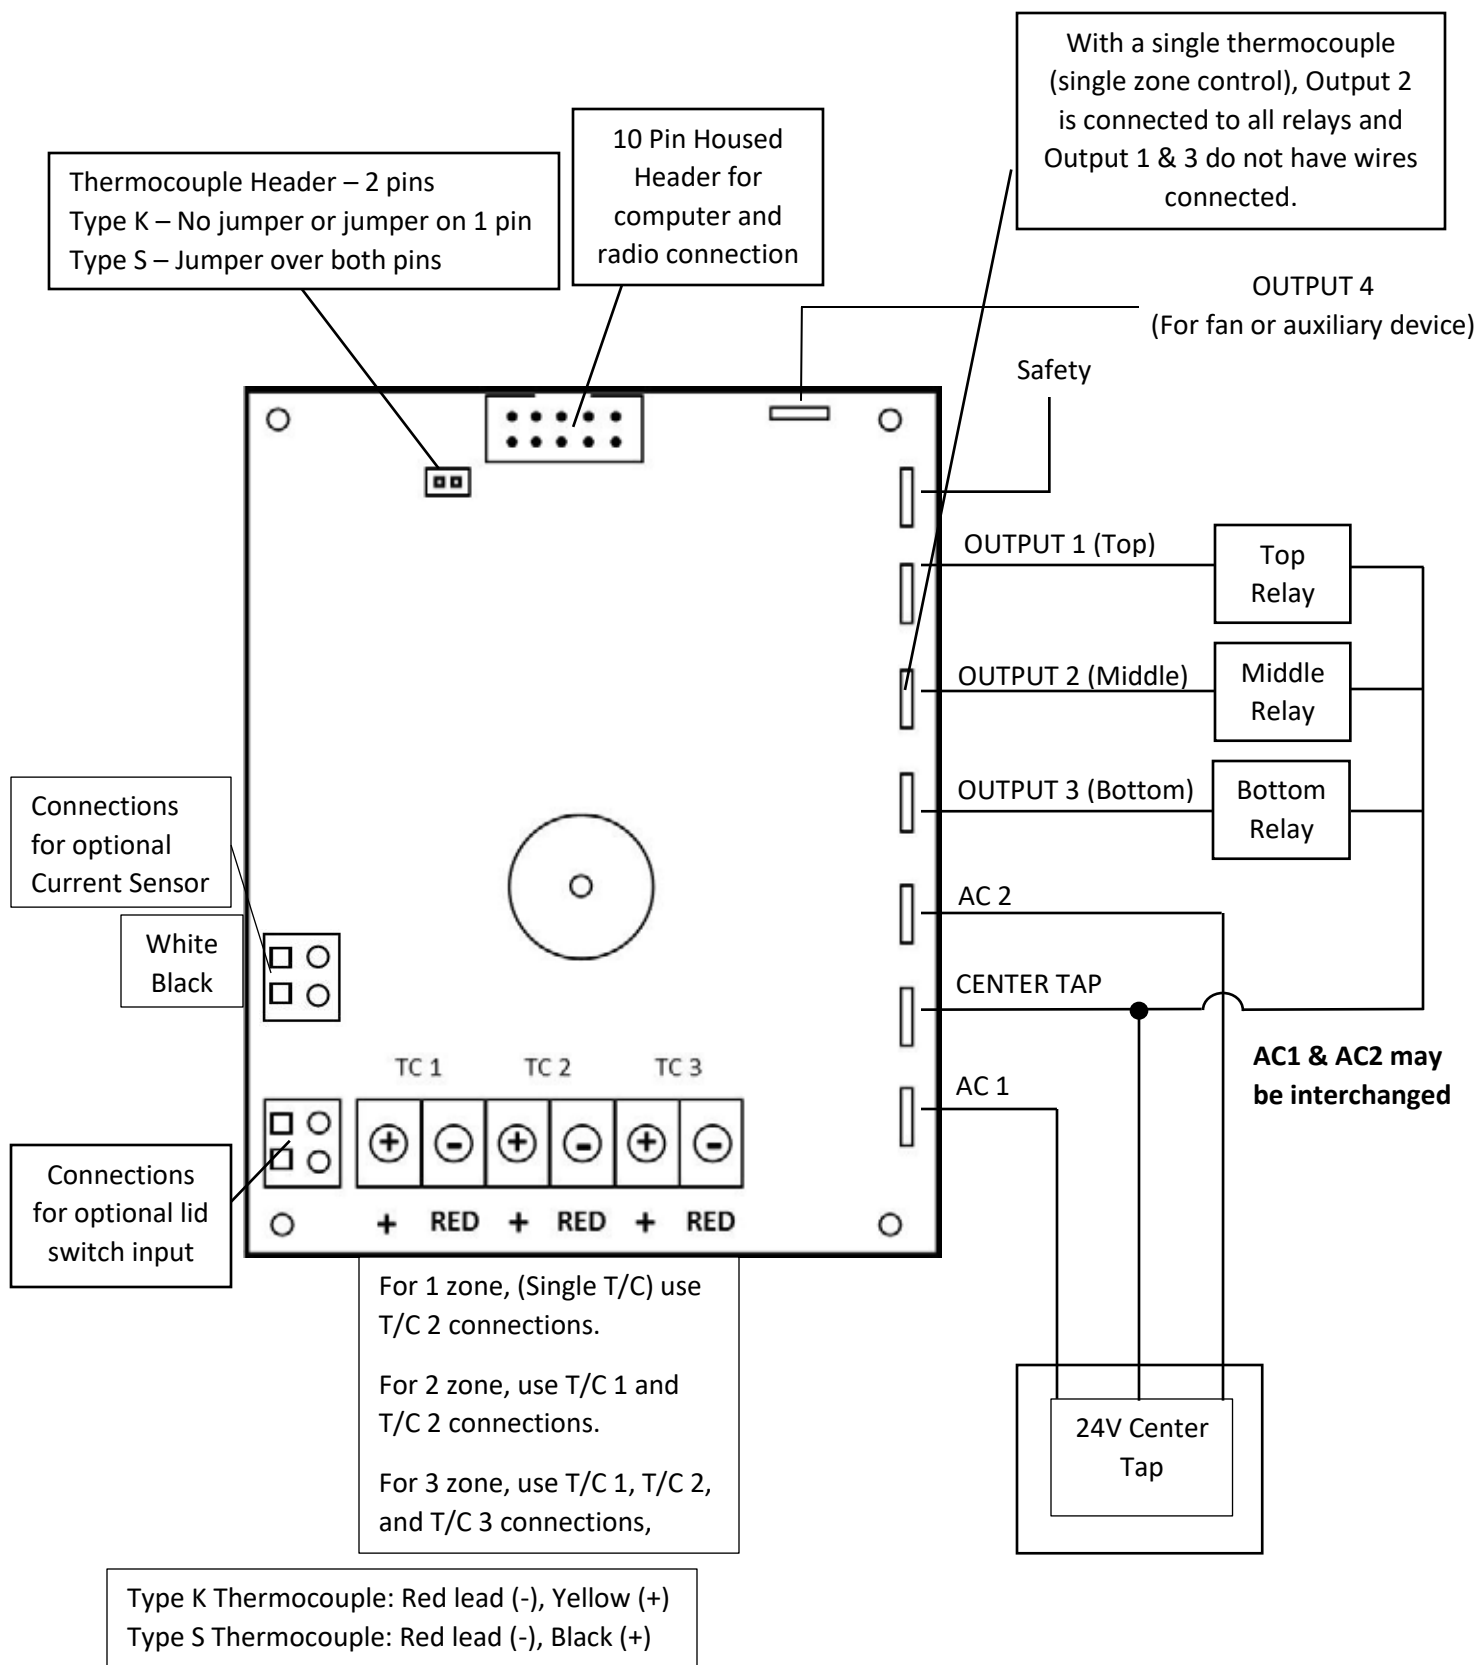 With a single thermocouple
(single zone control), Output 2
is connected to all relays and
Output 1 & 3 do not have wires
connected.
10 Pin Housed
Header for
computer and
radio connection
Thermocouple Header – 2 pins
Type K – No jumper or jumper on 1 pin
Type S – Jumper over both pins
OUTPUT 4
(For fan or auxiliary device)
Safety
OUTPUT 1 (Top)
Top
Relay
OUTPUT 2 (Middle)
Middle
Relay
OUTPUT 3 (Bottom)
Bottom
Relay
Connections
for optional
Current Sensor
White
Black
AC 2
CENTER TAP
AC1 & AC2 may
be interchanged
AC 1
TC 1
TC 2
TC 3
+ - + - + -
+ RED + RED + RED
Connections
for optional lid
switch input
For 1 zone, (Single T/C) use
T/C 2 connections.
For 2 zone, use T/C 1 and
T/C 2 connections.
For 3 zone, use T/C 1, T/C 2,
and T/C 3 connections,
24V Center
Tap
Type K Thermocouple: Red lead (-), Yellow (+)
Type S Thermocouple: Red lead (-), Black (+)